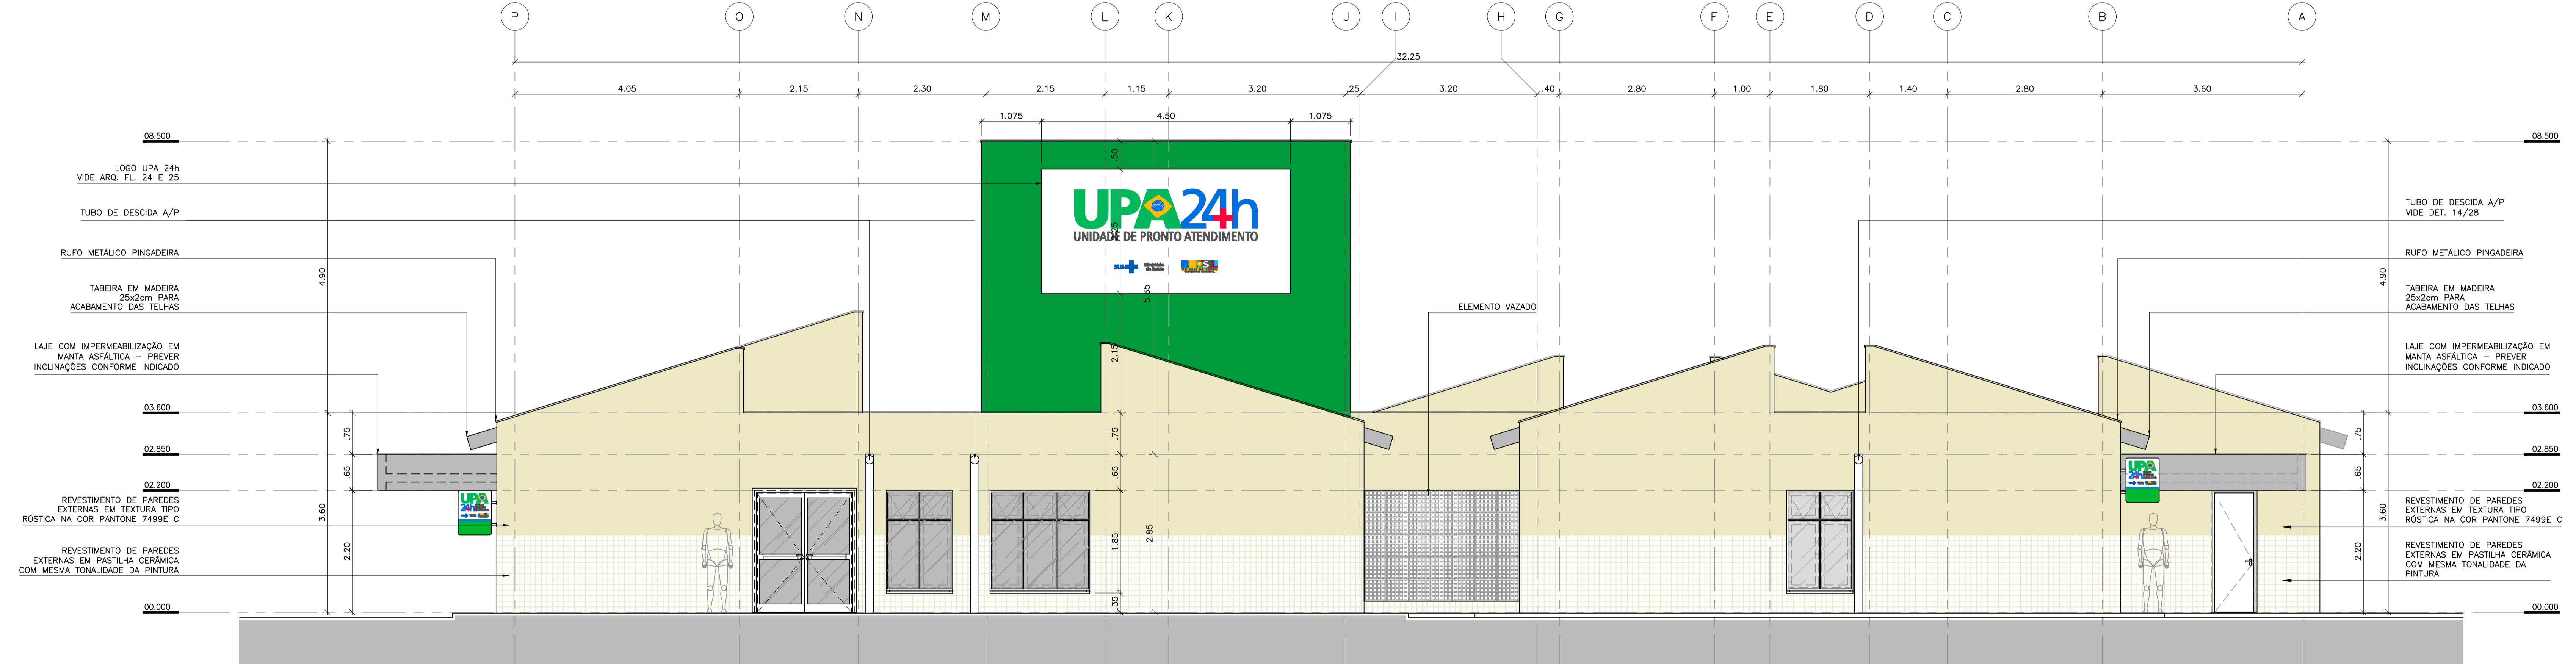 P O N M L K J I H G F E D C B A
32.25
4.05 2.15 2.30 2.15 1.15 3.20 .25 3.20 .40 2.80 1.00 1.80 1.40 2.80 3.60
1.075 4.50 1.075
08.500
08.500
.50
LOGO UPA 24h
VIDE ARQ. FL. 24 E 25
TUBO DE DESCIDA A/P
RUFO METÁLICO PINGADEIRA
TABEIRA EM MADEIRA
25x2cm PARA
ACABAMENTO DAS TELHAS
LAJE COM IMPERMEABILIZAÇÃO EM
MANTA ASFÁLTICA – PREVER
INCLINAÇÕES CONFORME INDICADO
03.600
02.850
02.200
REVESTIMENTO DE PAREDES
EXTERNAS EM TEXTURA TIPO
RÚSTICA NA COR PANTONE 7499E C
REVESTIMENTO DE PAREDES
EXTERNAS EM PASTILHA CERÂMICA
COM MESMA TONALIDADE DA PINTURA
00.000
4.90
.75
.65
3.60
2.20
UPA
UPA24h
UNIDADE DE PRONTO ATENDIMENTO
SUS Ministério da Saúde
5.65
2.15
.75
.65
1.85
2.85
.35
ELEMENTO VAZADO
UPA
4.90
.75
.65
3.60
2.20
TUBO DE DESCIDA A/P
VIDE DET. 14/28
RUFO METÁLICO PINGADEIRA
TABEIRA EM MADEIRA
25x2cm PARA
ACABAMENTO DAS TELHAS
LAJE COM IMPERMEABILIZAÇÃO EM
MANTA ASFÁLTICA – PREVER
INCLINAÇÕES CONFORME INDICADO
03.600
02.850
02.200
REVESTIMENTO DE PAREDES
EXTERNAS EM TEXTURA TIPO
RÚSTICA NA COR PANTONE 7499E C
REVESTIMENTO DE PAREDES
EXTERNAS EM PASTILHA CERÂMICA
COM MESMA TONALIDADE DA
PINTURA
00.000